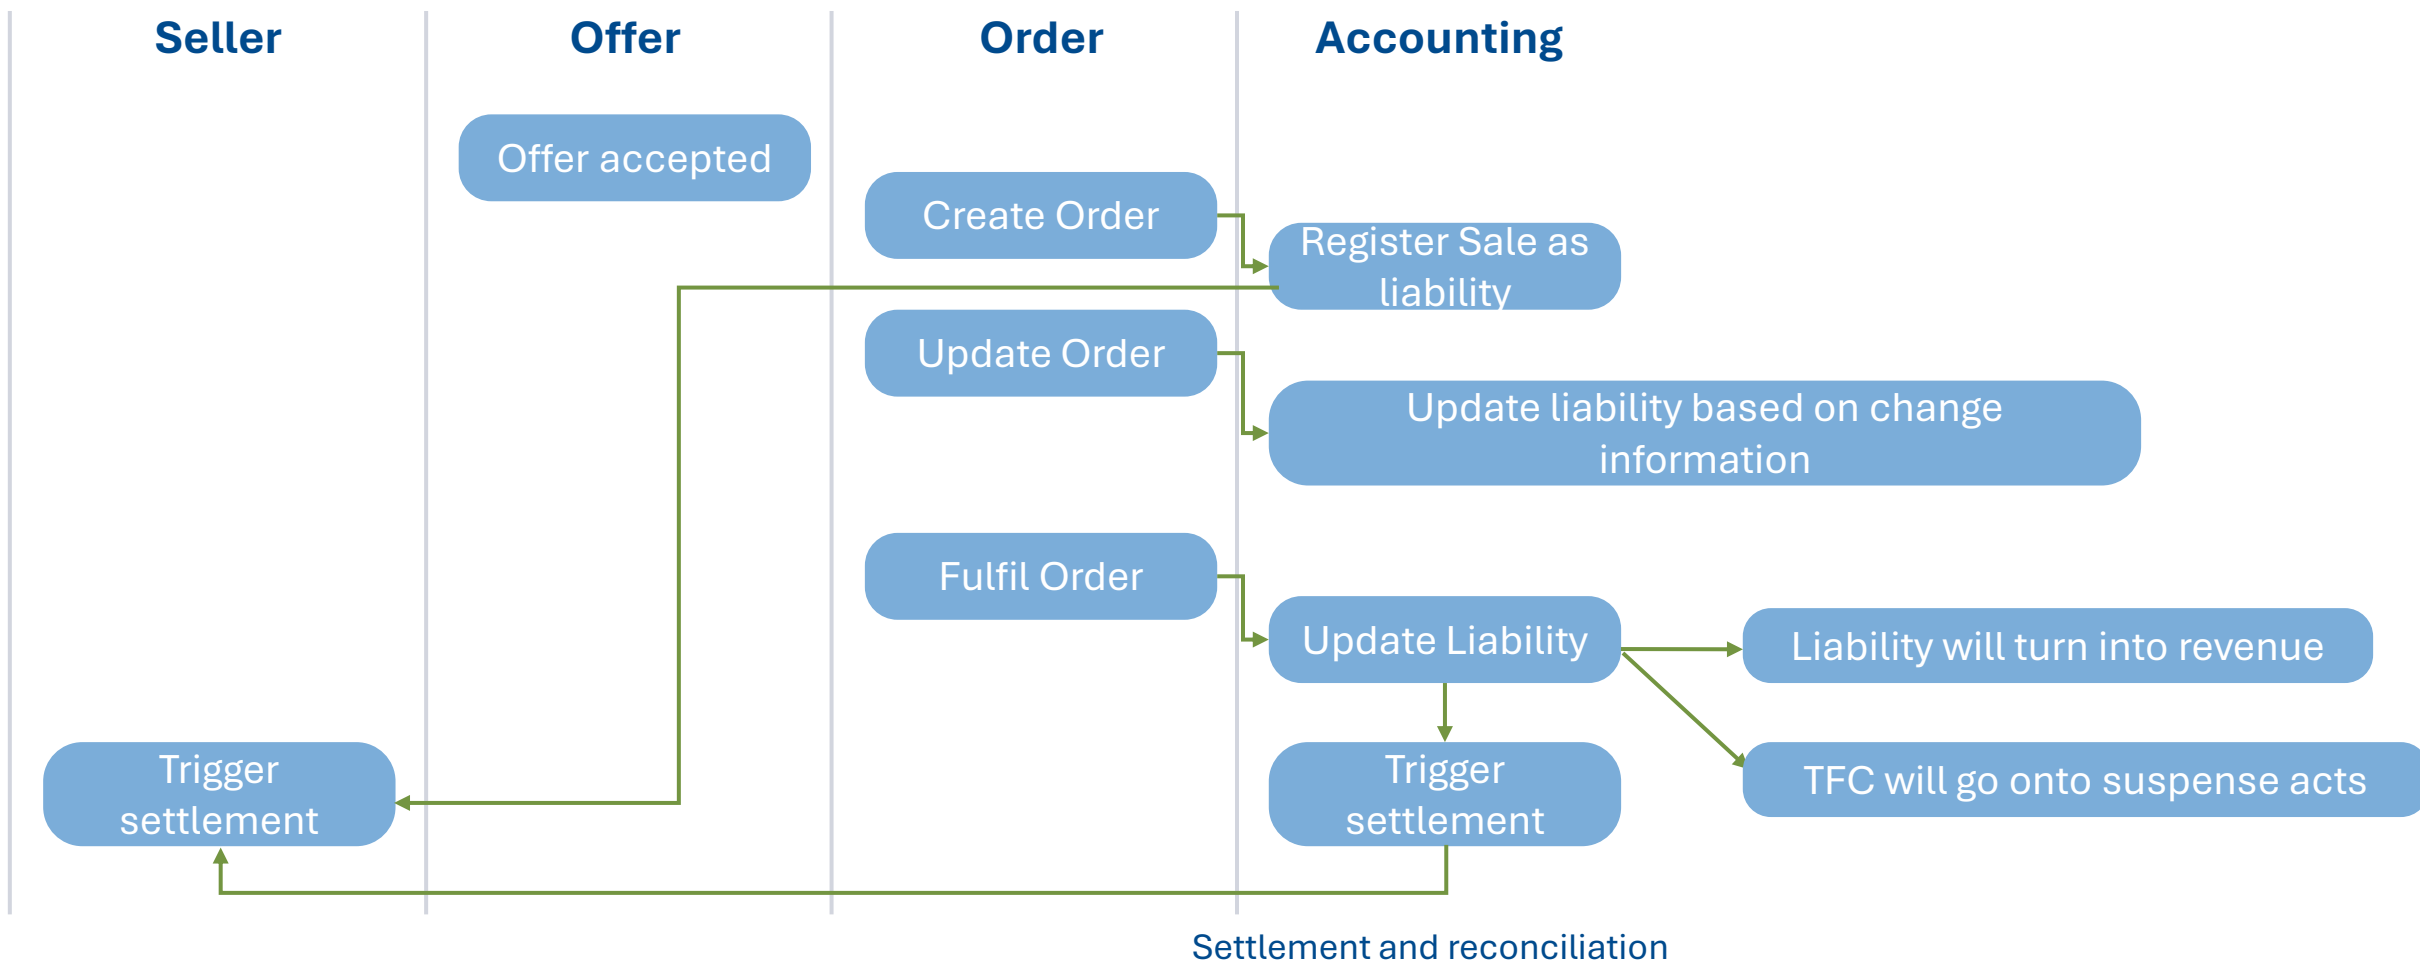 Seller
Offer
Order
Accounting
Offer accepted
Create Order
Register Sale as
liability
Update Order
Update liability based on change
information
Fulfil Order
Update Liability
Liability will turn into revenue
Trigger
settlement
Trigger
settlement
TFC will go onto suspense acts
Settlement and reconciliation